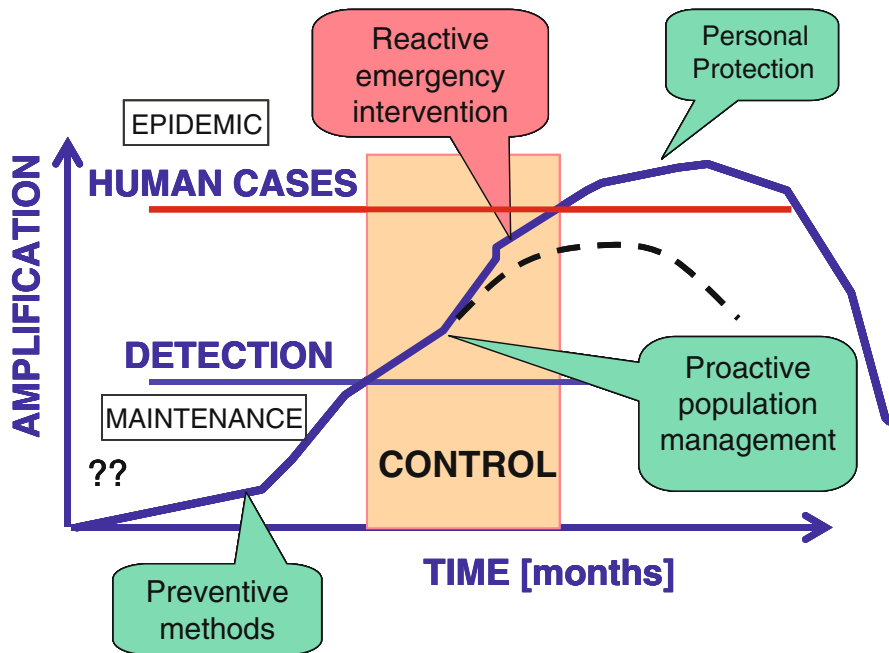 Reactive
emergency
intervention
Personal
Protection
EPIDEMIC
HUMAN CASES
AMPLIFICATION
DETECTION
MAINTENANCE
??
CONTROL
Proactive
population
management
TIME [months]
Preventive
methods